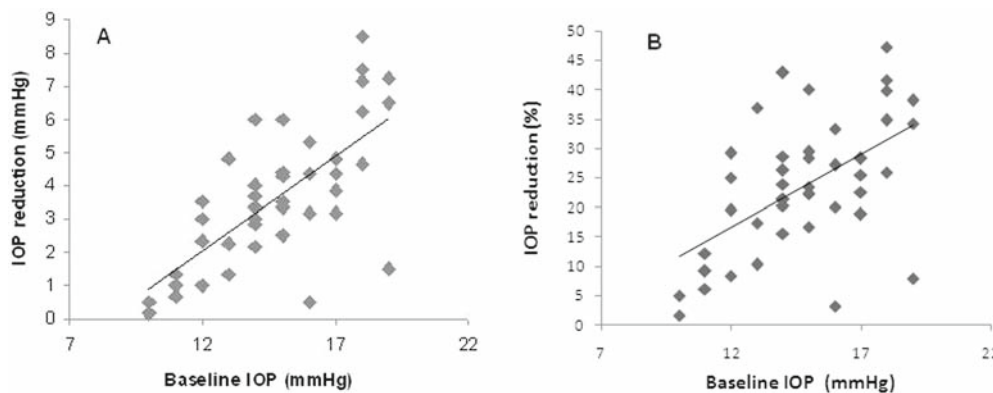 A
IOP reduction (mmHg)
9
8
7
6
5
4
3
2
1
0
7 12 17 22
Baseline IOP (mmHg)
B
IOP reduction (%)
50
45
40
35
30
25
20
15
10
5
0
7 12 17 22
Baseline IOP (mmHg)